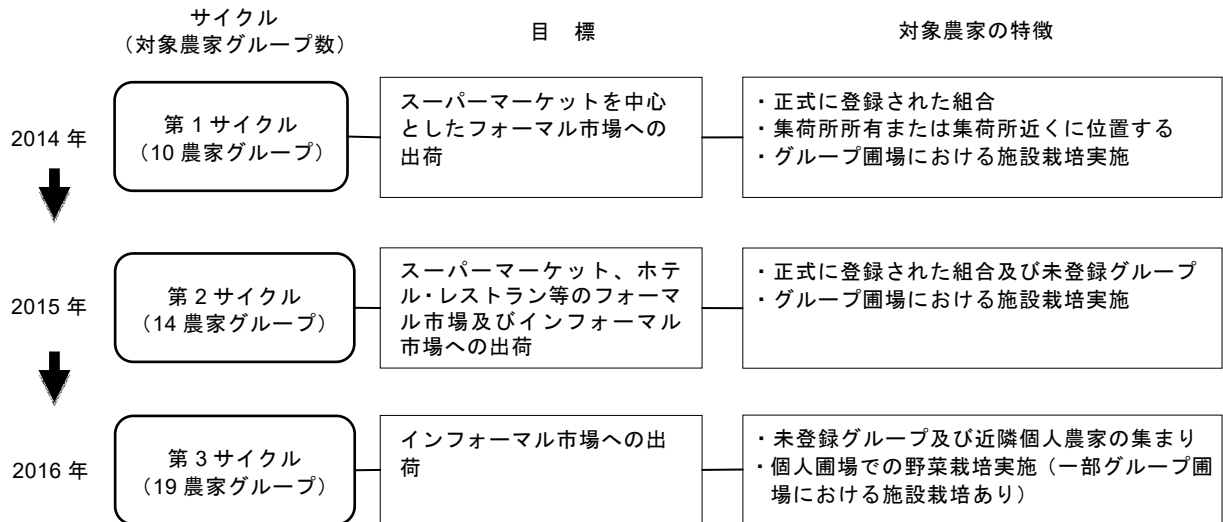 サイクル
（対象農家グループ数）
目　標
対象農家の特徴
2014 年
第 1 サイクル
（10 農家グループ）
スーパーマーケットを中心
としたフォーマル市場への
出荷
・正式に登録された組合
・集荷所所有または集荷所近くに位置する
・グループ圃場における施設栽培実施
2015 年
第 2 サイクル
（14 農家グループ）
スーパーマーケット、ホテ
ル・レストラン等のフォーマ
ル市場及びインフォーマル
市場への出荷
・正式に登録された組合及び未登録グループ
・グループ圃場における施設栽培実施
2016 年
第 3 サイクル
（19 農家グループ）
インフォーマル市場への出
荷
・未登録グループ及び近隣個人農家の集まり
・個人圃場での野菜栽培実施（一部グループ圃
場における施設栽培あり）